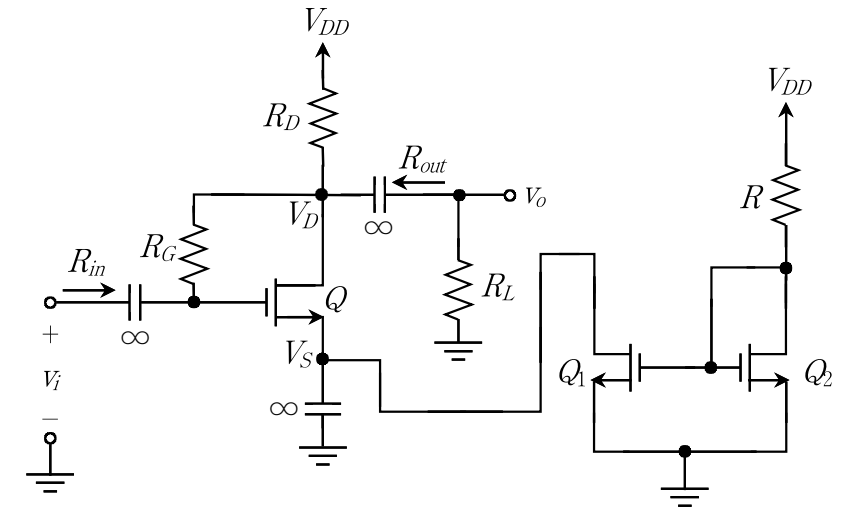 V_DD
R_D
R_out
v_o
V_D
∞
R_G
R_in
∞
Q
R_L
+
v_i
−
V_S
∞
V_DD
R
Q_1
Q_2